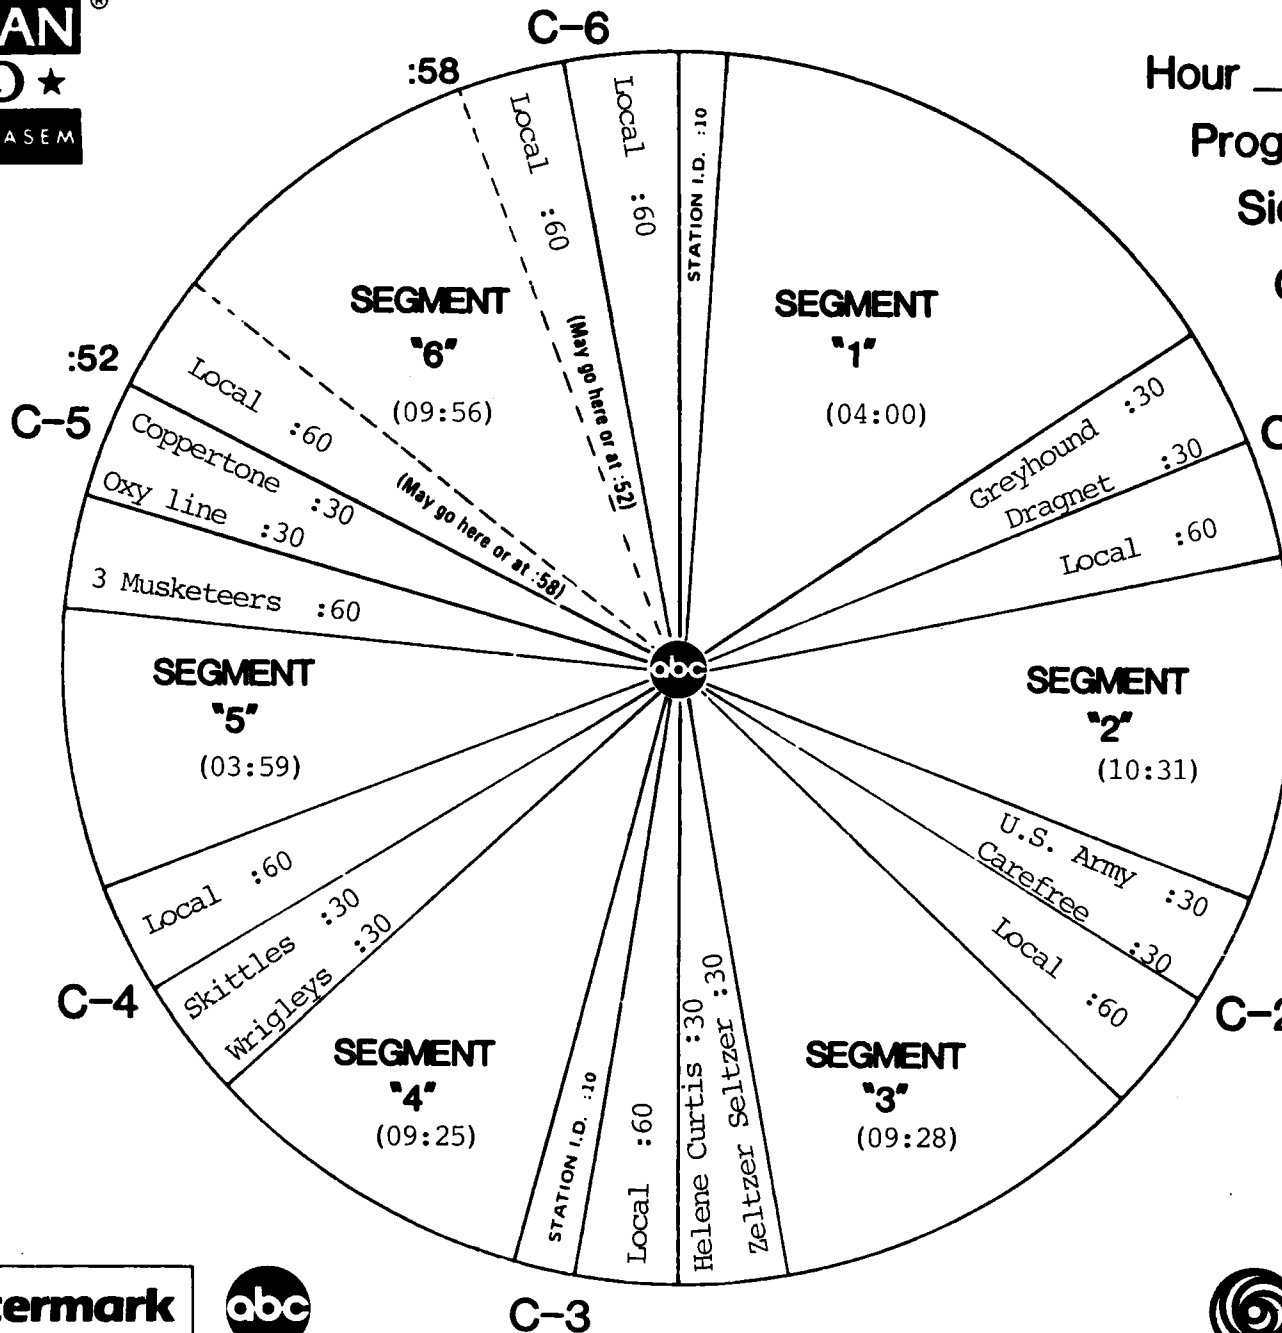 AN
®
★
ASEM
C-6
:58
Hour
Local :60
Local :60
STATION I.D. :10
SEGMENT
"6"
(09:56)
(May go here or at :52)
SEGMENT
"1"
(04:00)
:52
C-5
Local :60
(May go here or at :58)
Coppertone :30
Oxy line :30
3 Musketeers :60
Greyhound :30
Dragnet :30
Local :60
abc
SEGMENT
"5"
(03:59)
SEGMENT
"2"
(10:31)
U.S. Army :30
Carefree :30
Local :60
C-2
Local :60
Skittles :30
Wrigleys :30
C-4
SEGMENT
"4"
(09:25)
STATION I.D. :10
Local :60
Helene Curtis :30
Zeltzer Seltzer :30
SEGMENT
"3"
(09:28)
C-3
termark
abc